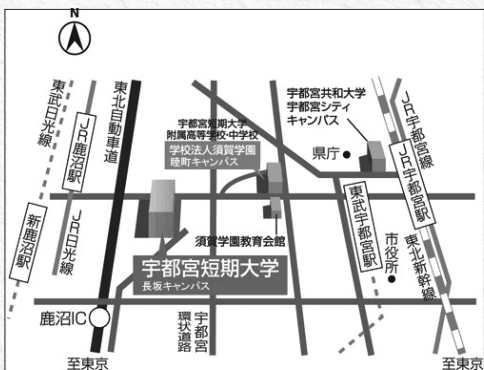 N
東武日光線
新鹿沼駅
JR鹿沼駅
JR日光線
東北自動車道
鹿沼IC
至東京
宇都宮短期大学
附属高等学校・中学校
学校法人須賀学園
睦町キャンパス
須賀学園教育会館
宇都宮短期大学
長坂キャンパス
宇都宮
環状道路
宇都宮共和大学
宇都宮シティ
キャンパス
県庁
東武宇都宮駅
市役所
JR宇都宮線
JR宇都宮駅
東北新幹線
至東京